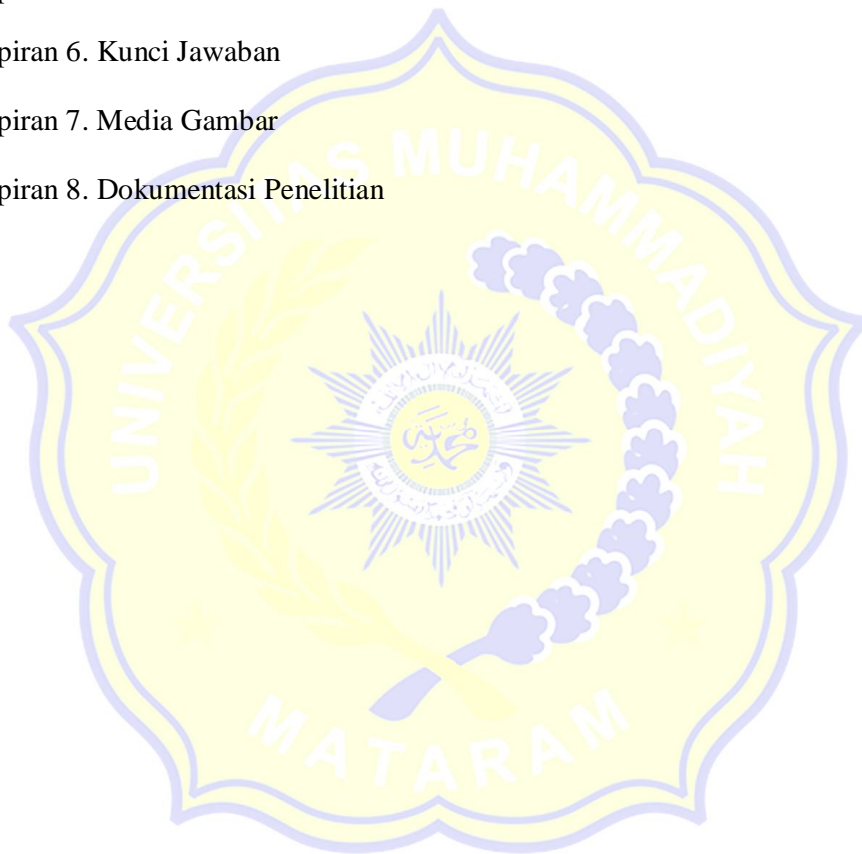 piran 6. Kunci Jawaban
piran 7. Media Gambar
piran 8. Dokumentasi Penelitian
UNIVERSITAS MUHAMMADIYAH
MATARAM